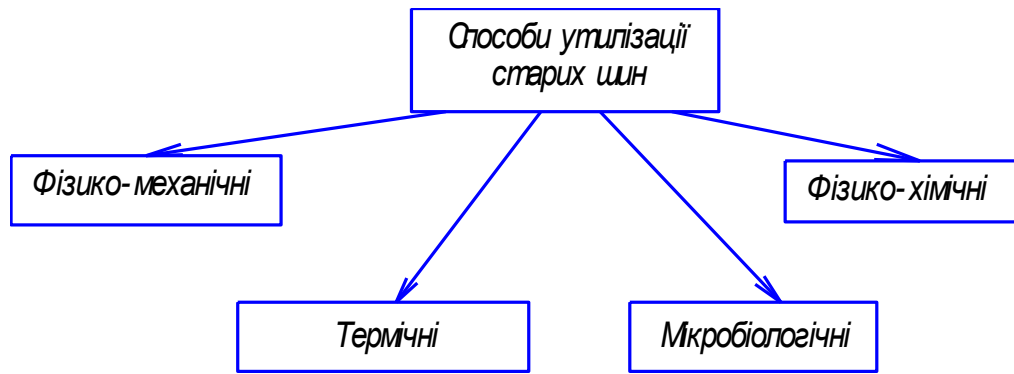 Способи утилізації
старих шин
Фізико-механічні
Фізико-хімічні
Термічні
Мікробіологічні